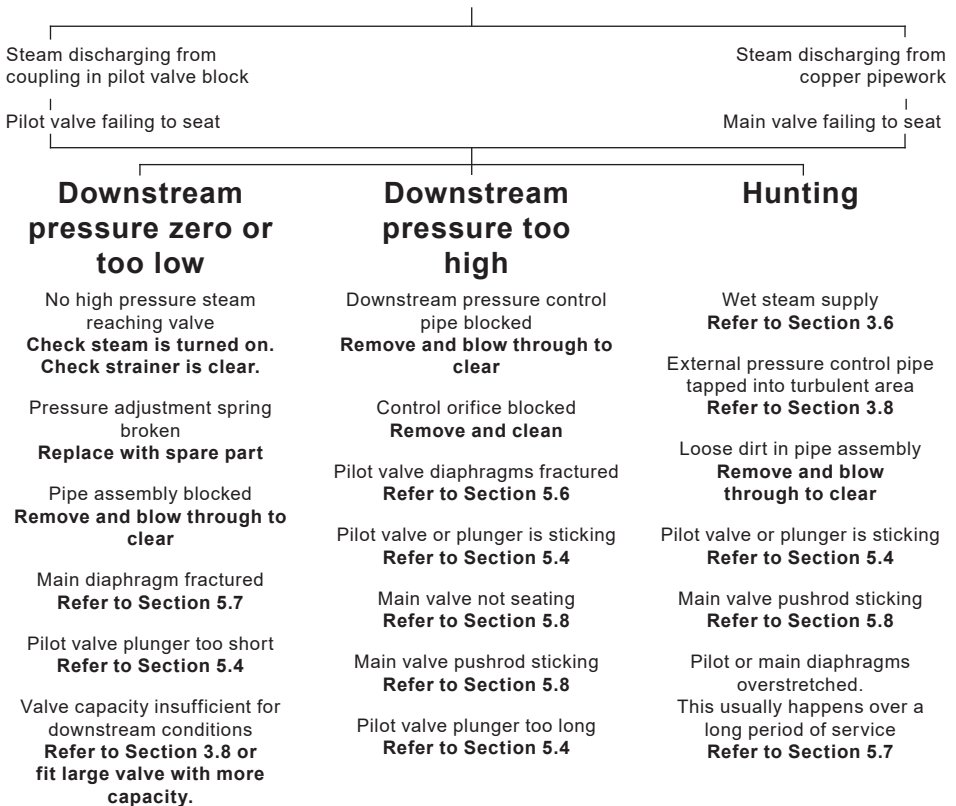 Steam discharging from
coupling in pilot valve block
Steam discharging from
copper pipework
Pilot valve failing to seat
Main valve failing to seat
Downstream
pressure zero or
too low
No high pressure steam
reaching valve
Check steam is turned on.
Check strainer is clear.
Pressure adjustment spring
broken
Replace with spare part
Pipe assembly blocked
Remove and blow through to
clear
Main diaphragm fractured
Refer to Section 5.7
Pilot valve plunger too short
Refer to Section 5.4
Valve capacity insufficient for
downstream conditions
Refer to Section 3.8 or
fit large valve with more
capacity.
Downstream
pressure too
high
Downstream pressure control
pipe blocked
Remove and blow through to
clear
Control orifice blocked
Remove and clean
Pilot valve diaphragms fractured
Refer to Section 5.6
Pilot valve or plunger is sticking
Refer to Section 5.4
Main valve not seating
Refer to Section 5.8
Main valve pushrod sticking
Refer to Section 5.8
Pilot valve plunger too long
Refer to Section 5.4
Hunting
Wet steam supply
Refer to Section 3.6
External pressure control pipe
tapped into turbulent area
Refer to Section 3.8
Loose dirt in pipe assembly
Remove and blow
through to clear
Pilot valve or plunger is sticking
Refer to Section 5.4
Main valve pushrod sticking
Refer to Section 5.8
Pilot or main diaphragms
overstretched.
This usually happens over a
long period of service
Refer to Section 5.7